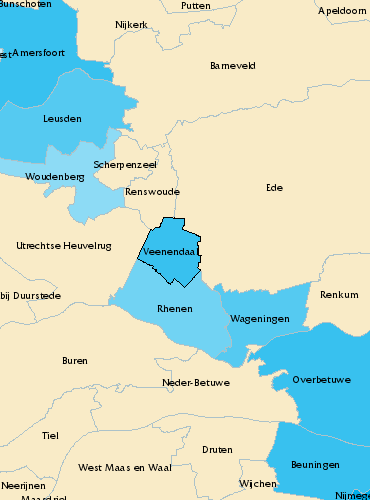 Bunschoten
Putten
Apeldoorn
Nijkerk
Amersfoort
est
Barneveld
Leusden
Scherpenzeel
Woudenberg
Renswoude
Ede
Utrechtse Heuvelrug
Veenendaal
bij Duurstede
Renkum
Rhenen
Wageningen
Buren
Neder-Betuwe
Overbetuwe
Tiel
Druten
West Maas en Waal
Beuningen
Wijchen
Neerijnen
Nijmege
Maasdriel